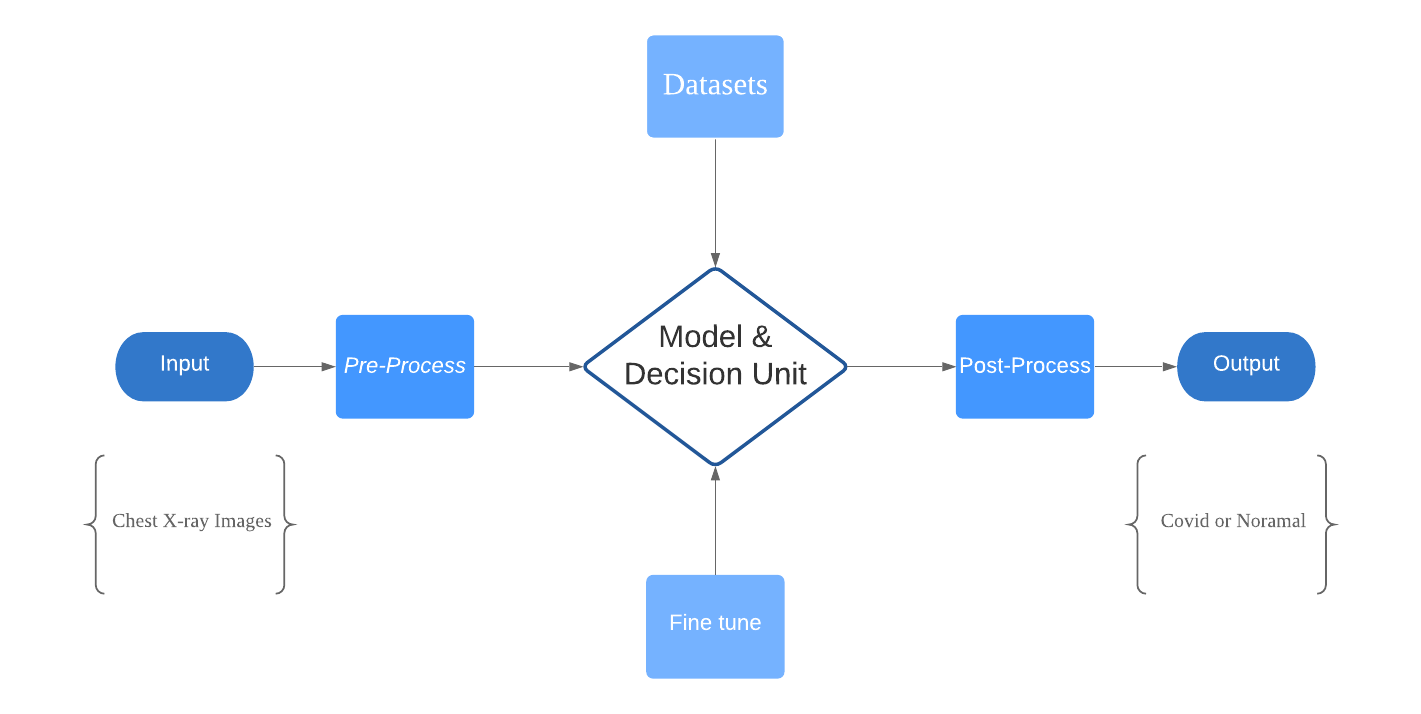 Datasets
Input
Pre-Process
Model &
Decision Unit
Post-Process
Output
Chest X-ray Images
Covid or Noramal
Fine tune